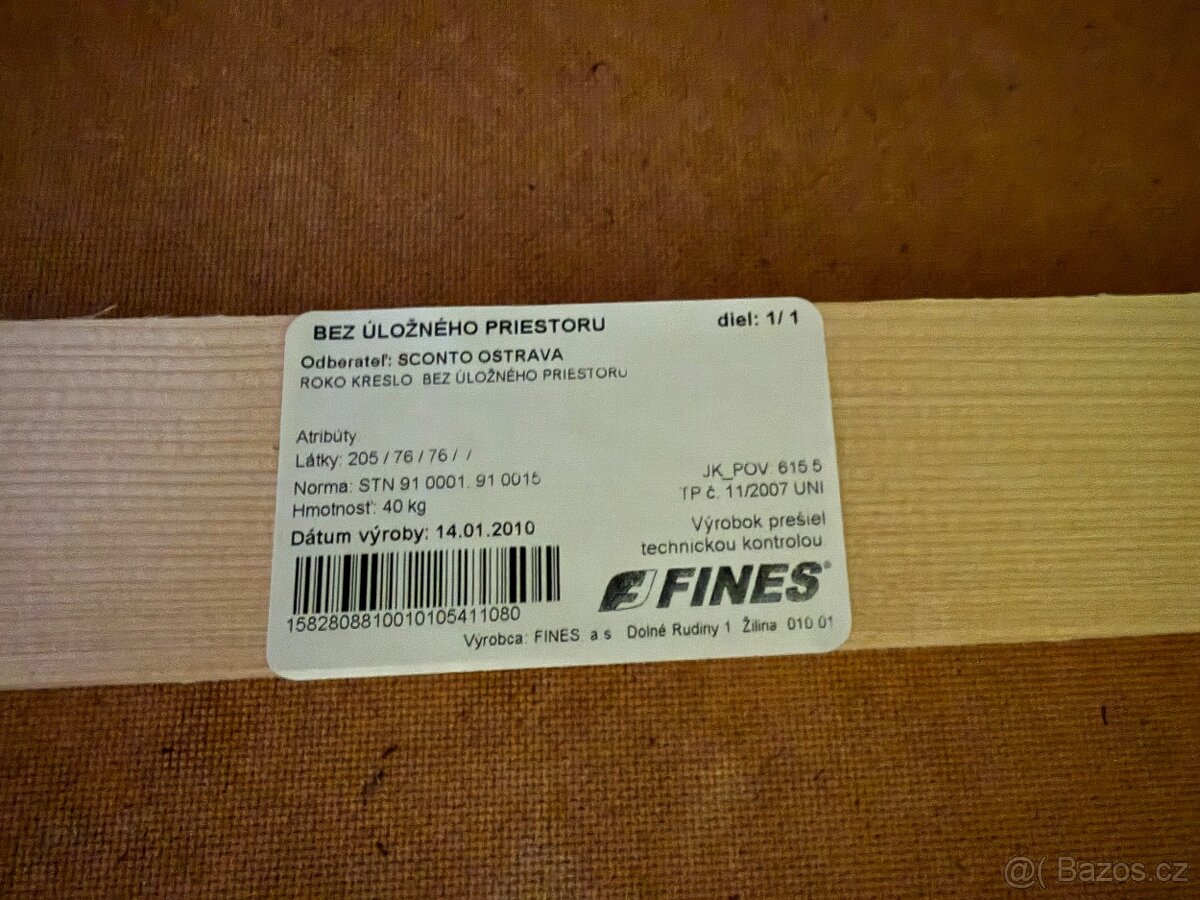 BEZ ÚLOŽNÉHO PRIESTORU
diel: 1/ 1
Odberateľ: SCONTO OSTRAVA
ROKO KRESLO BEZ ÚLOŽNÉHO PRIESTORU
Atribúty
Látky: 205 / 76 / 76 / /
Norma: STN 91 0001. 91 0015
Hmotnosť: 40 kg
Dátum výroby: 14.01.2010
JK_POV 615 5
TP č. 11/2007 UNI
Výrobok prešiel
technickou kontrolou
FINES®
1582808810010105411080
Výrobca: FINES a s Dolné Rudiny 1 Žilina 010 01
@( Bazos.cz